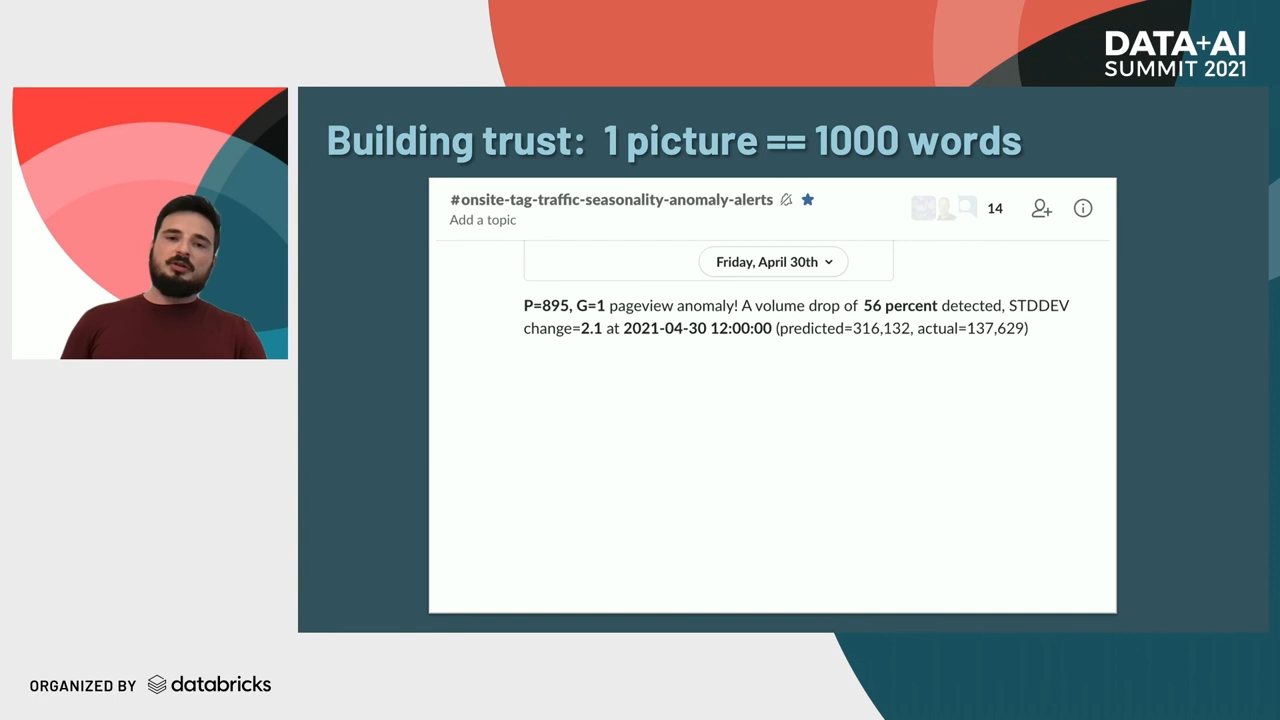 DATA+AI
SUMMIT 2021
Building trust: 1 picture == 1000 words
#onsite-tag-traffic-seasonality-anomaly-alerts
14
Add a topic
Friday, April 30th
P=895, G=1 pageview anomaly! A volume drop of 56 percent detected, STDDEV
change=2.1 at 2021-04-30 12:00:00 (predicted=316,132, actual=137,629)
ORGANIZED BY databricks